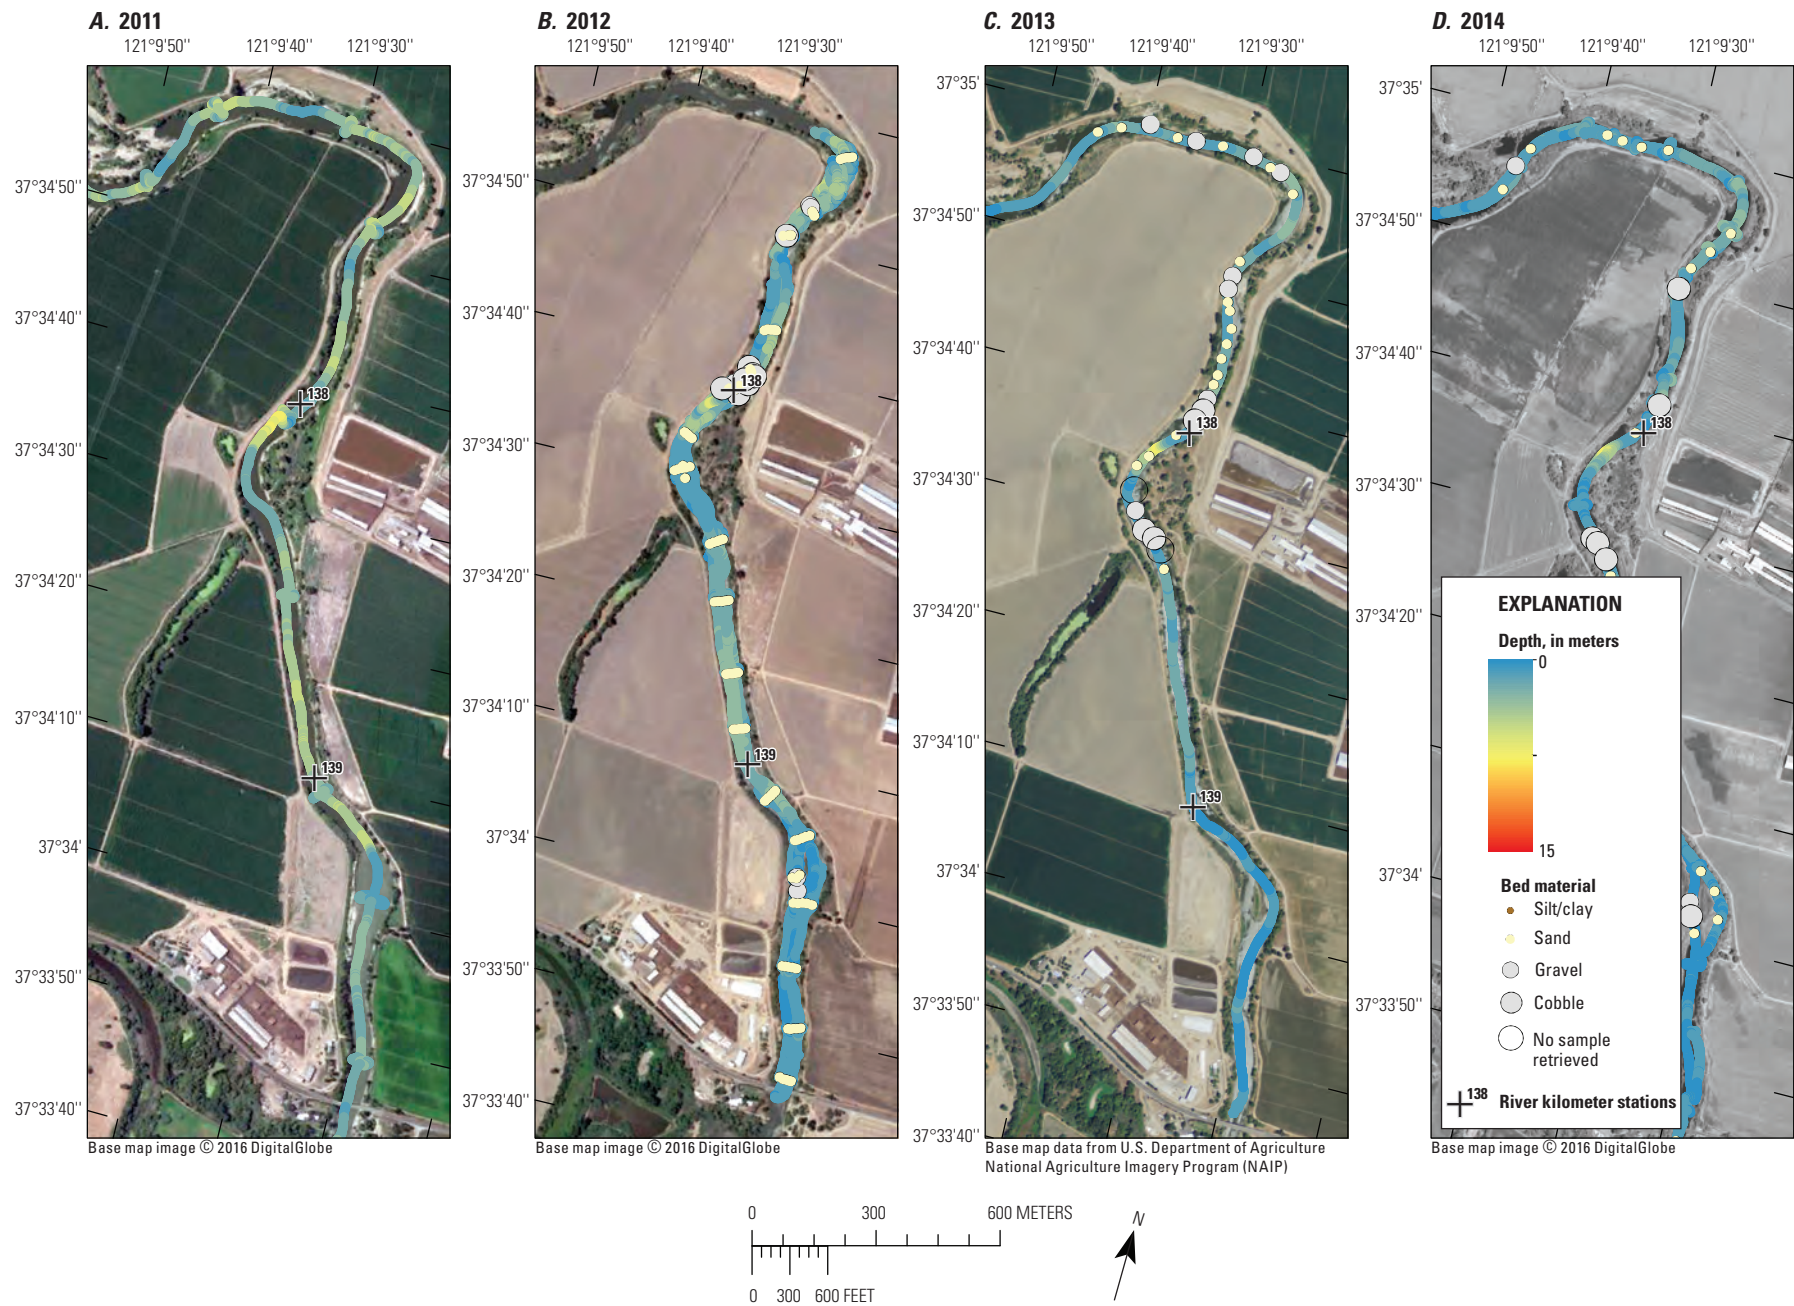 A. 2011
121°9'50" 121°9'40" 121°9'30"
37°34'50"
37°34'40"
37°34'30"
37°34'20"
37°34'10"
37°34'
37°33'50"
37°33'40"
138
139
Base map image © 2016 DigitalGlobe
B. 2012
121°9'50" 121°9'40" 121°9'30"
37°34'50"
37°34'40"
37°34'30"
37°34'20"
37°34'10"
37°34'
37°33'50"
37°33'40"
138
139
Base map image © 2016 DigitalGlobe
C. 2013
121°9'50" 121°9'40" 121°9'30"
37°35'
37°34'50"
37°34'40"
37°34'30"
37°34'20"
37°34'10"
37°34'
37°33'50"
37°33'40"
138
139
Base map data from U.S. Department of Agriculture
National Agriculture Imagery Program (NAIP)
D. 2014
121°9'50" 121°9'40" 121°9'30"
37°35'
37°34'50"
37°34'40"
37°34'30"
37°34'20"
37°34'
37°33'50"
138
EXPLANATION
Depth, in meters
0
15
Bed material
Silt/clay
Sand
Gravel
Cobble
No sample
retrieved
138 River kilometer stations
Base map image © 2016 DigitalGlobe
0 300 600 METERS
0 300 600 FEET
N